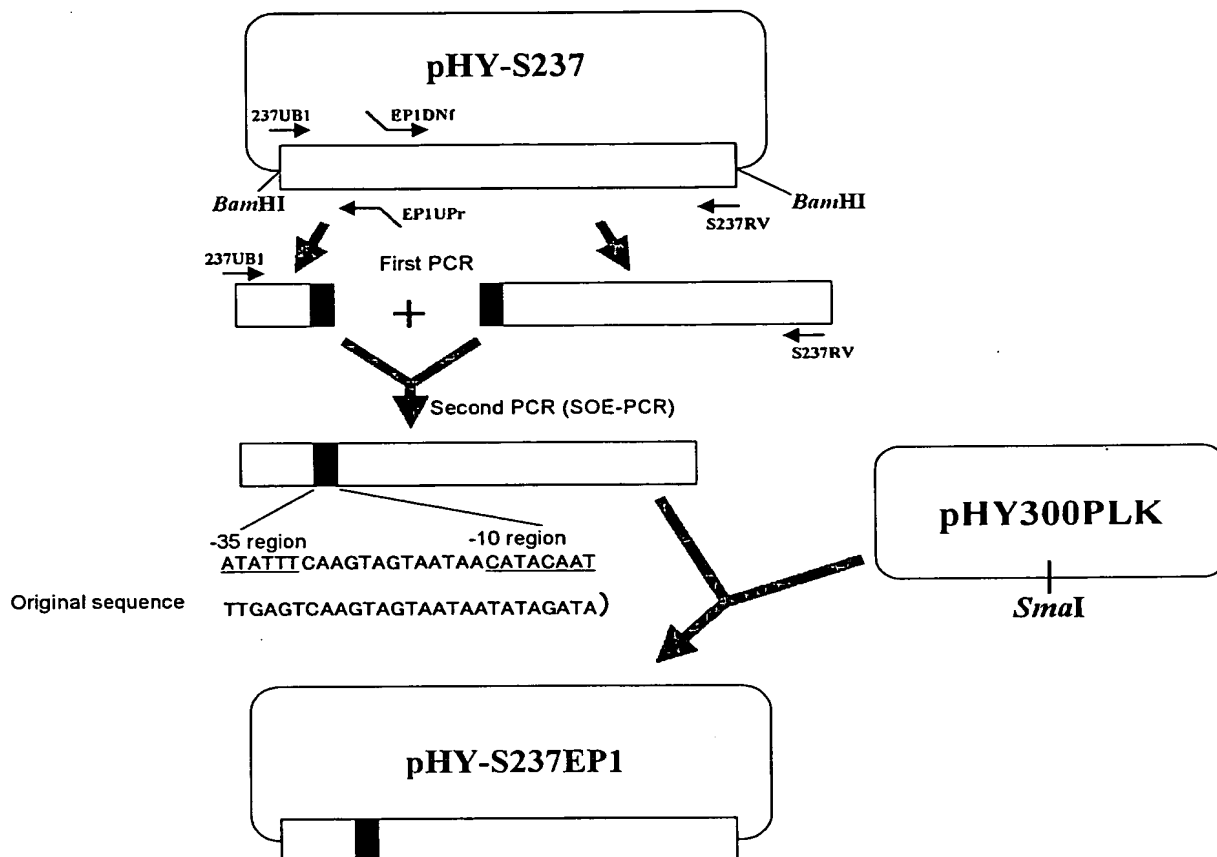 pHY-S237
237UB1
EP1DNf
BamHI
EP1UPr
S237RV
BamHI
237UB1
First PCR
+
S237RV
Second PCR (SOE-PCR)
pHY300PLK
SmaI
-35 region -10 region
ATATTTCAAGTAGTAATAACATACAAT
Original sequence TTGAGTCAAGTAGTAATAATATAGATA)
pHY-S237EP1